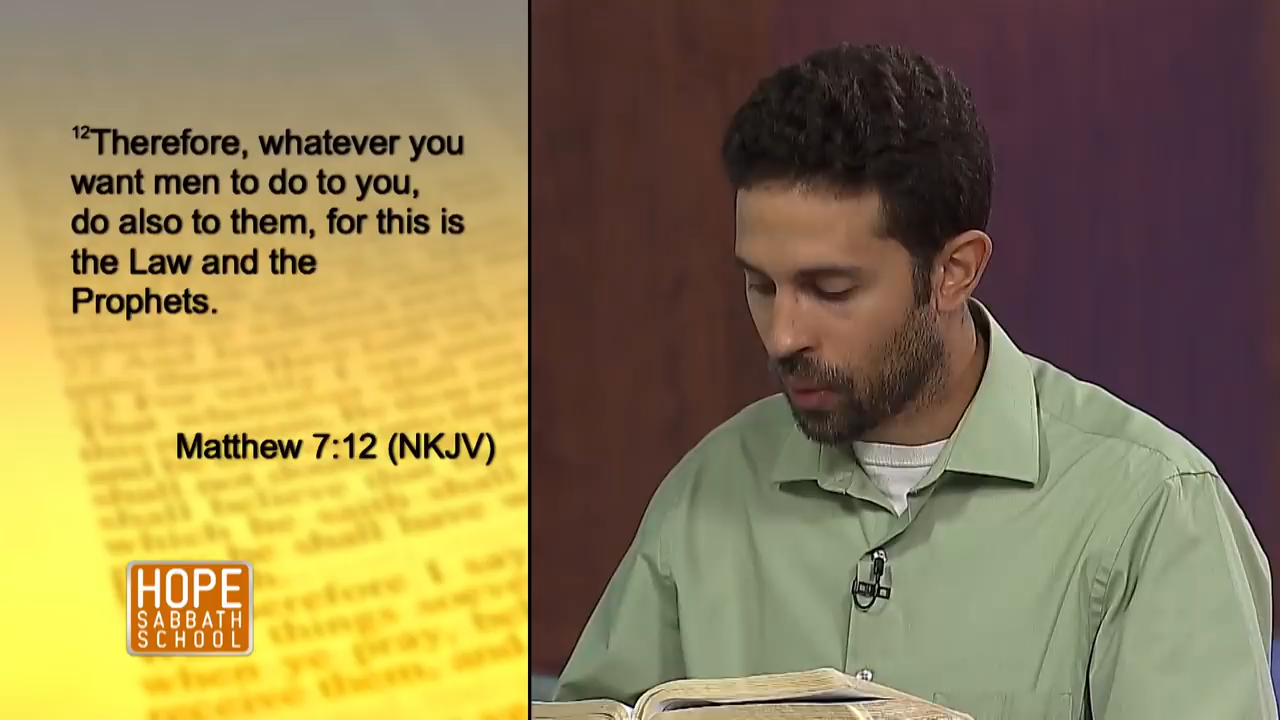 12Therefore, whatever you
want men to do to you,
do also to them, for this is
the Law and the
Prophets.
Matthew 7:12 (NKJV)
HOPE
SABBATH
SCHOOL